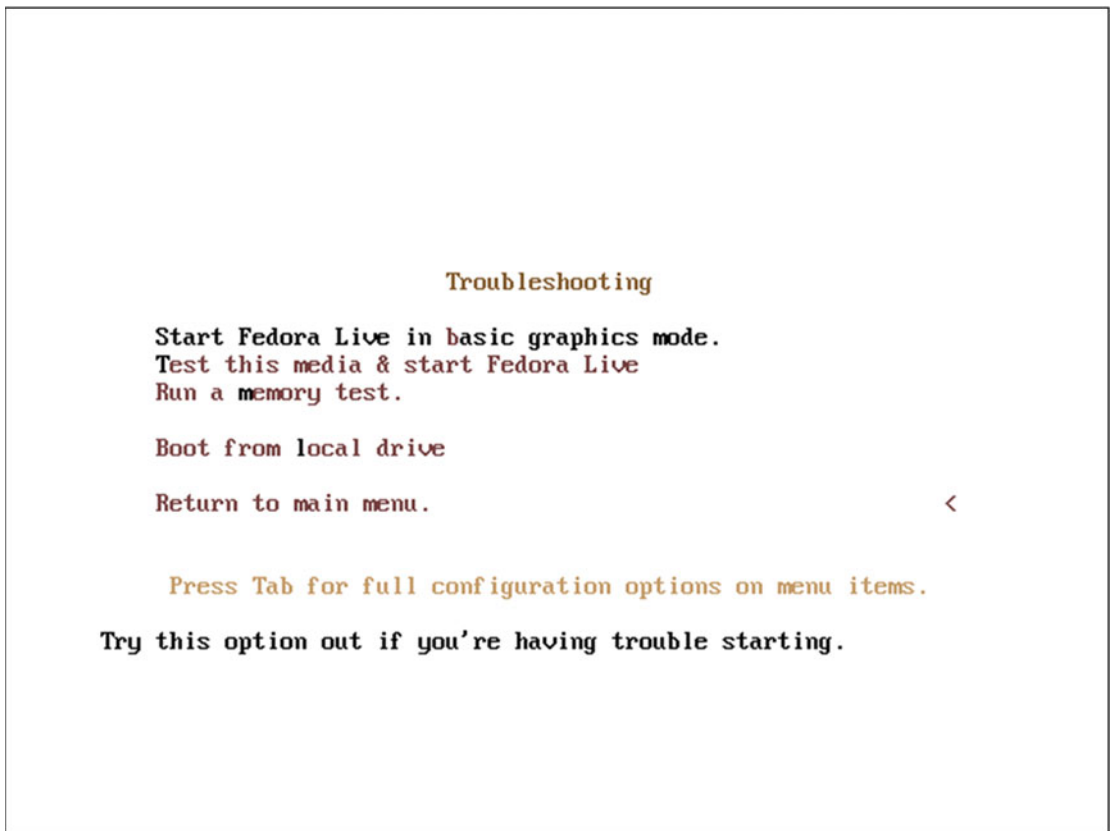 Troubleshooting
Start Fedora Live in basic graphics mode.
Test this media & start Fedora Live
Run a memory test.
Boot from local drive
Return to main menu. <
Press Tab for full configuration options on menu items.
Try this option out if you're having trouble starting.